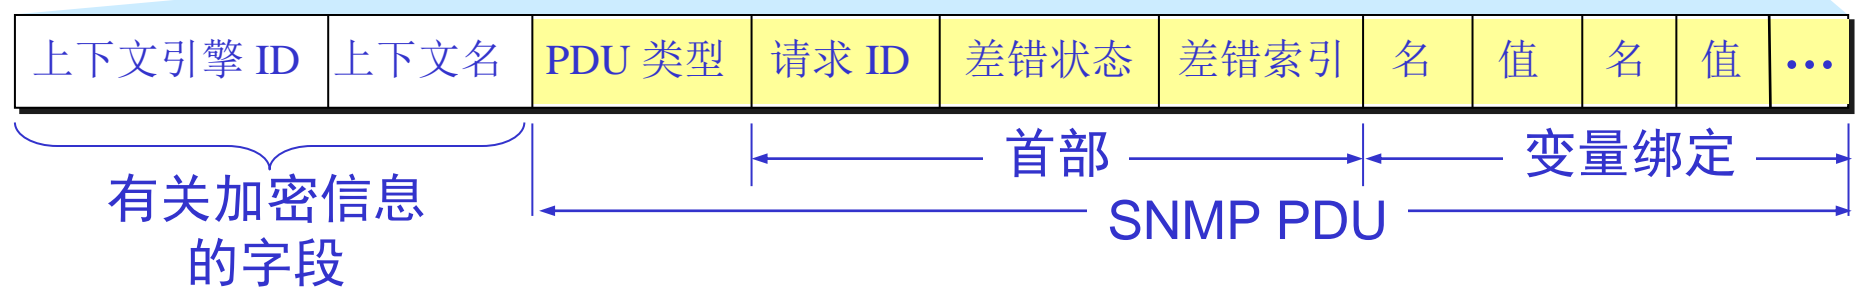 上下文引擎 ID 上下文名 PDU 类型 请求 ID 差错状态 差错索引 名 值 名 值 …
首部 变量绑定
有关加密信息
的字段
SNMP PDU